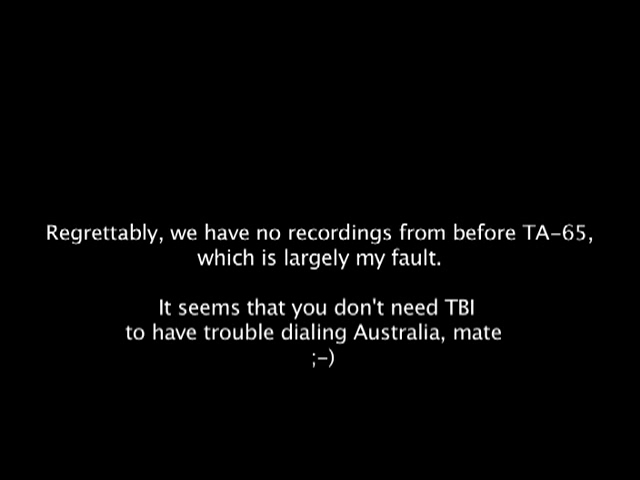 Regrettably, we have no recordings from before TA-65,
which is largely my fault.
It seems that you don't need TBI
to have trouble dialing Australia, mate
;-)